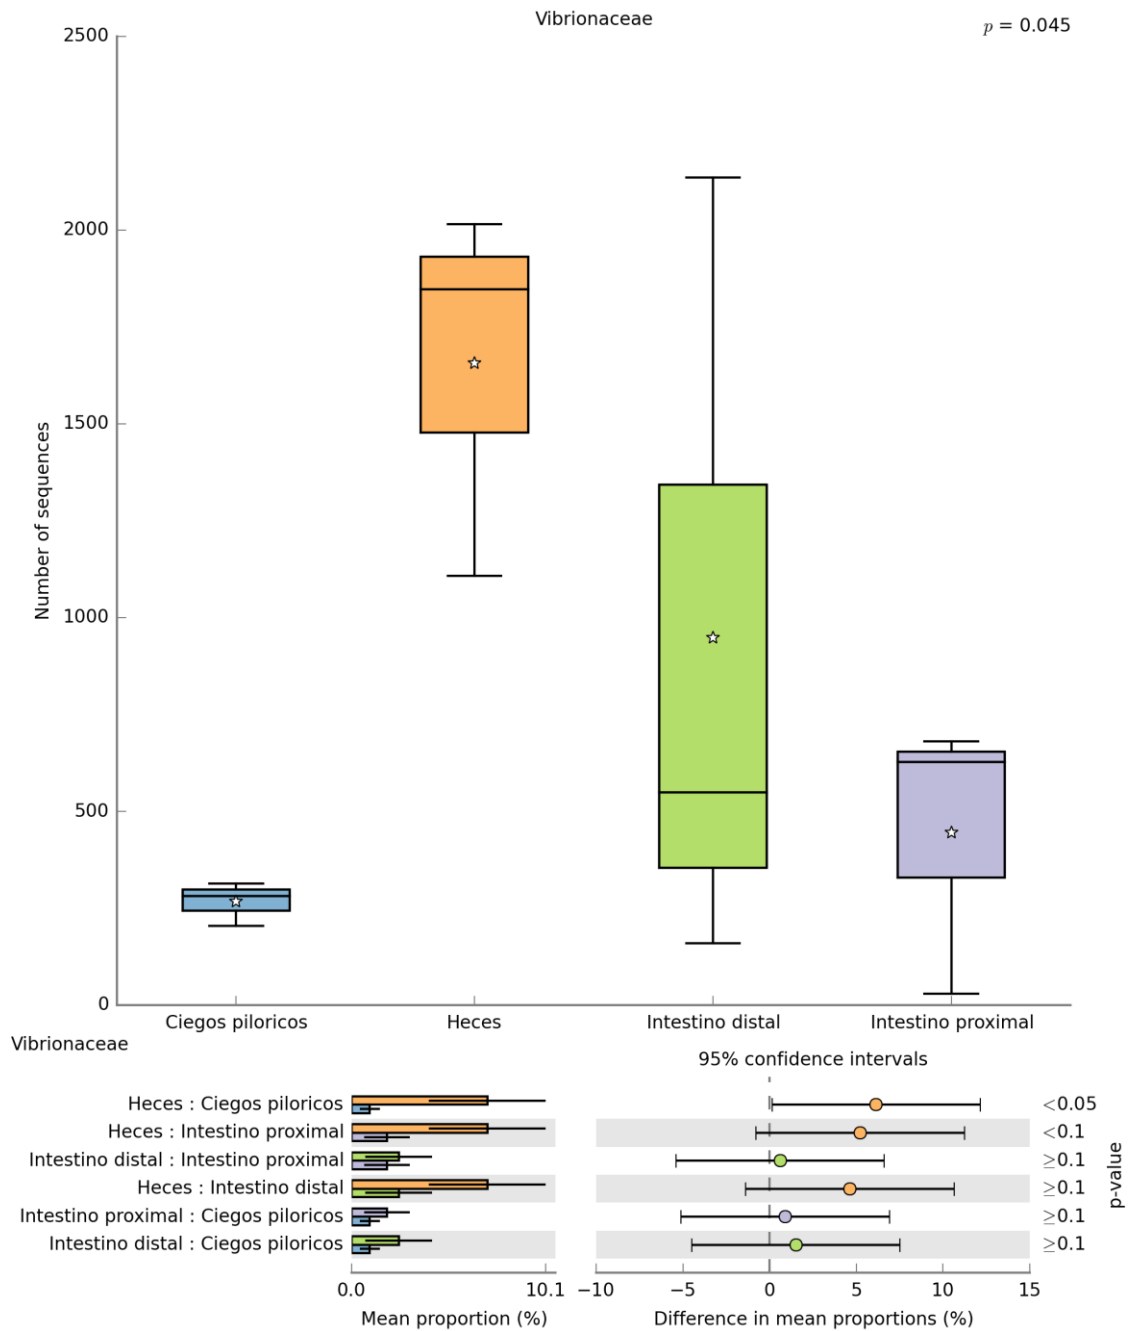 Vibrionaceae
p = 0.045
2500
2000
1500
1000
500
0
Number of sequences
Ciegos piloricos
Heces
Intestino distal
Intestino proximal
Vibrionaceae
95% confidence intervals
Heces : Ciegos piloricos
<0.05
Heces : Intestino proximal
<0.1
Intestino distal : Intestino proximal
≥0.1
Heces : Intestino distal
≥0.1
Intestino proximal : Ciegos piloricos
≥0.1
Intestino distal : Ciegos piloricos
≥0.1
p-value
0.0
10.1
−10
−5
0
5
10
15
Mean proportion (%)
Difference in mean proportions (%)